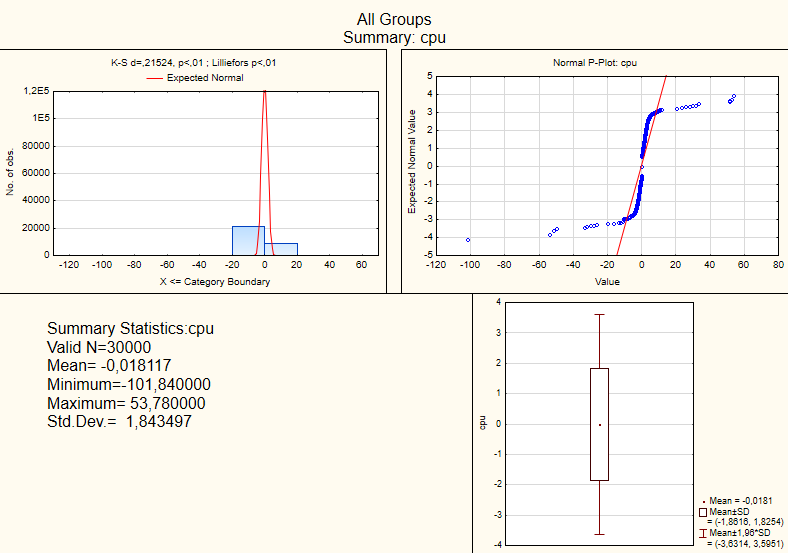 All Groups
Summary: cpu
K-S d=,21524, p<,01 ; Lilliefors p<,01
Expected Normal
1,2E5
1E5
80000
60000
40000
20000
0
No. of obs.
-120 -100 -80 -60 -40 -20 0 20 40 60
X <= Category Boundary
Normal P-Plot: cpu
5
4
3
2
1
0
-1
-2
-3
-4
-5
Expected Normal Value
-120 -100 -80 -60 -40 -20 0 20 40 60 80
Value
Summary Statistics:cpu
Valid N=30000
Mean= -0,018117
Minimum=-101,840000
Maximum= 53,780000
Std.Dev.= 1,843497
4
3
2
1
0
-1
-2
-3
-4
cpu
Mean = -0,0181
Mean±SD
= (-1,8616, 1,8254)
Mean±1,96*SD
= (-3,6314, 3,5951)